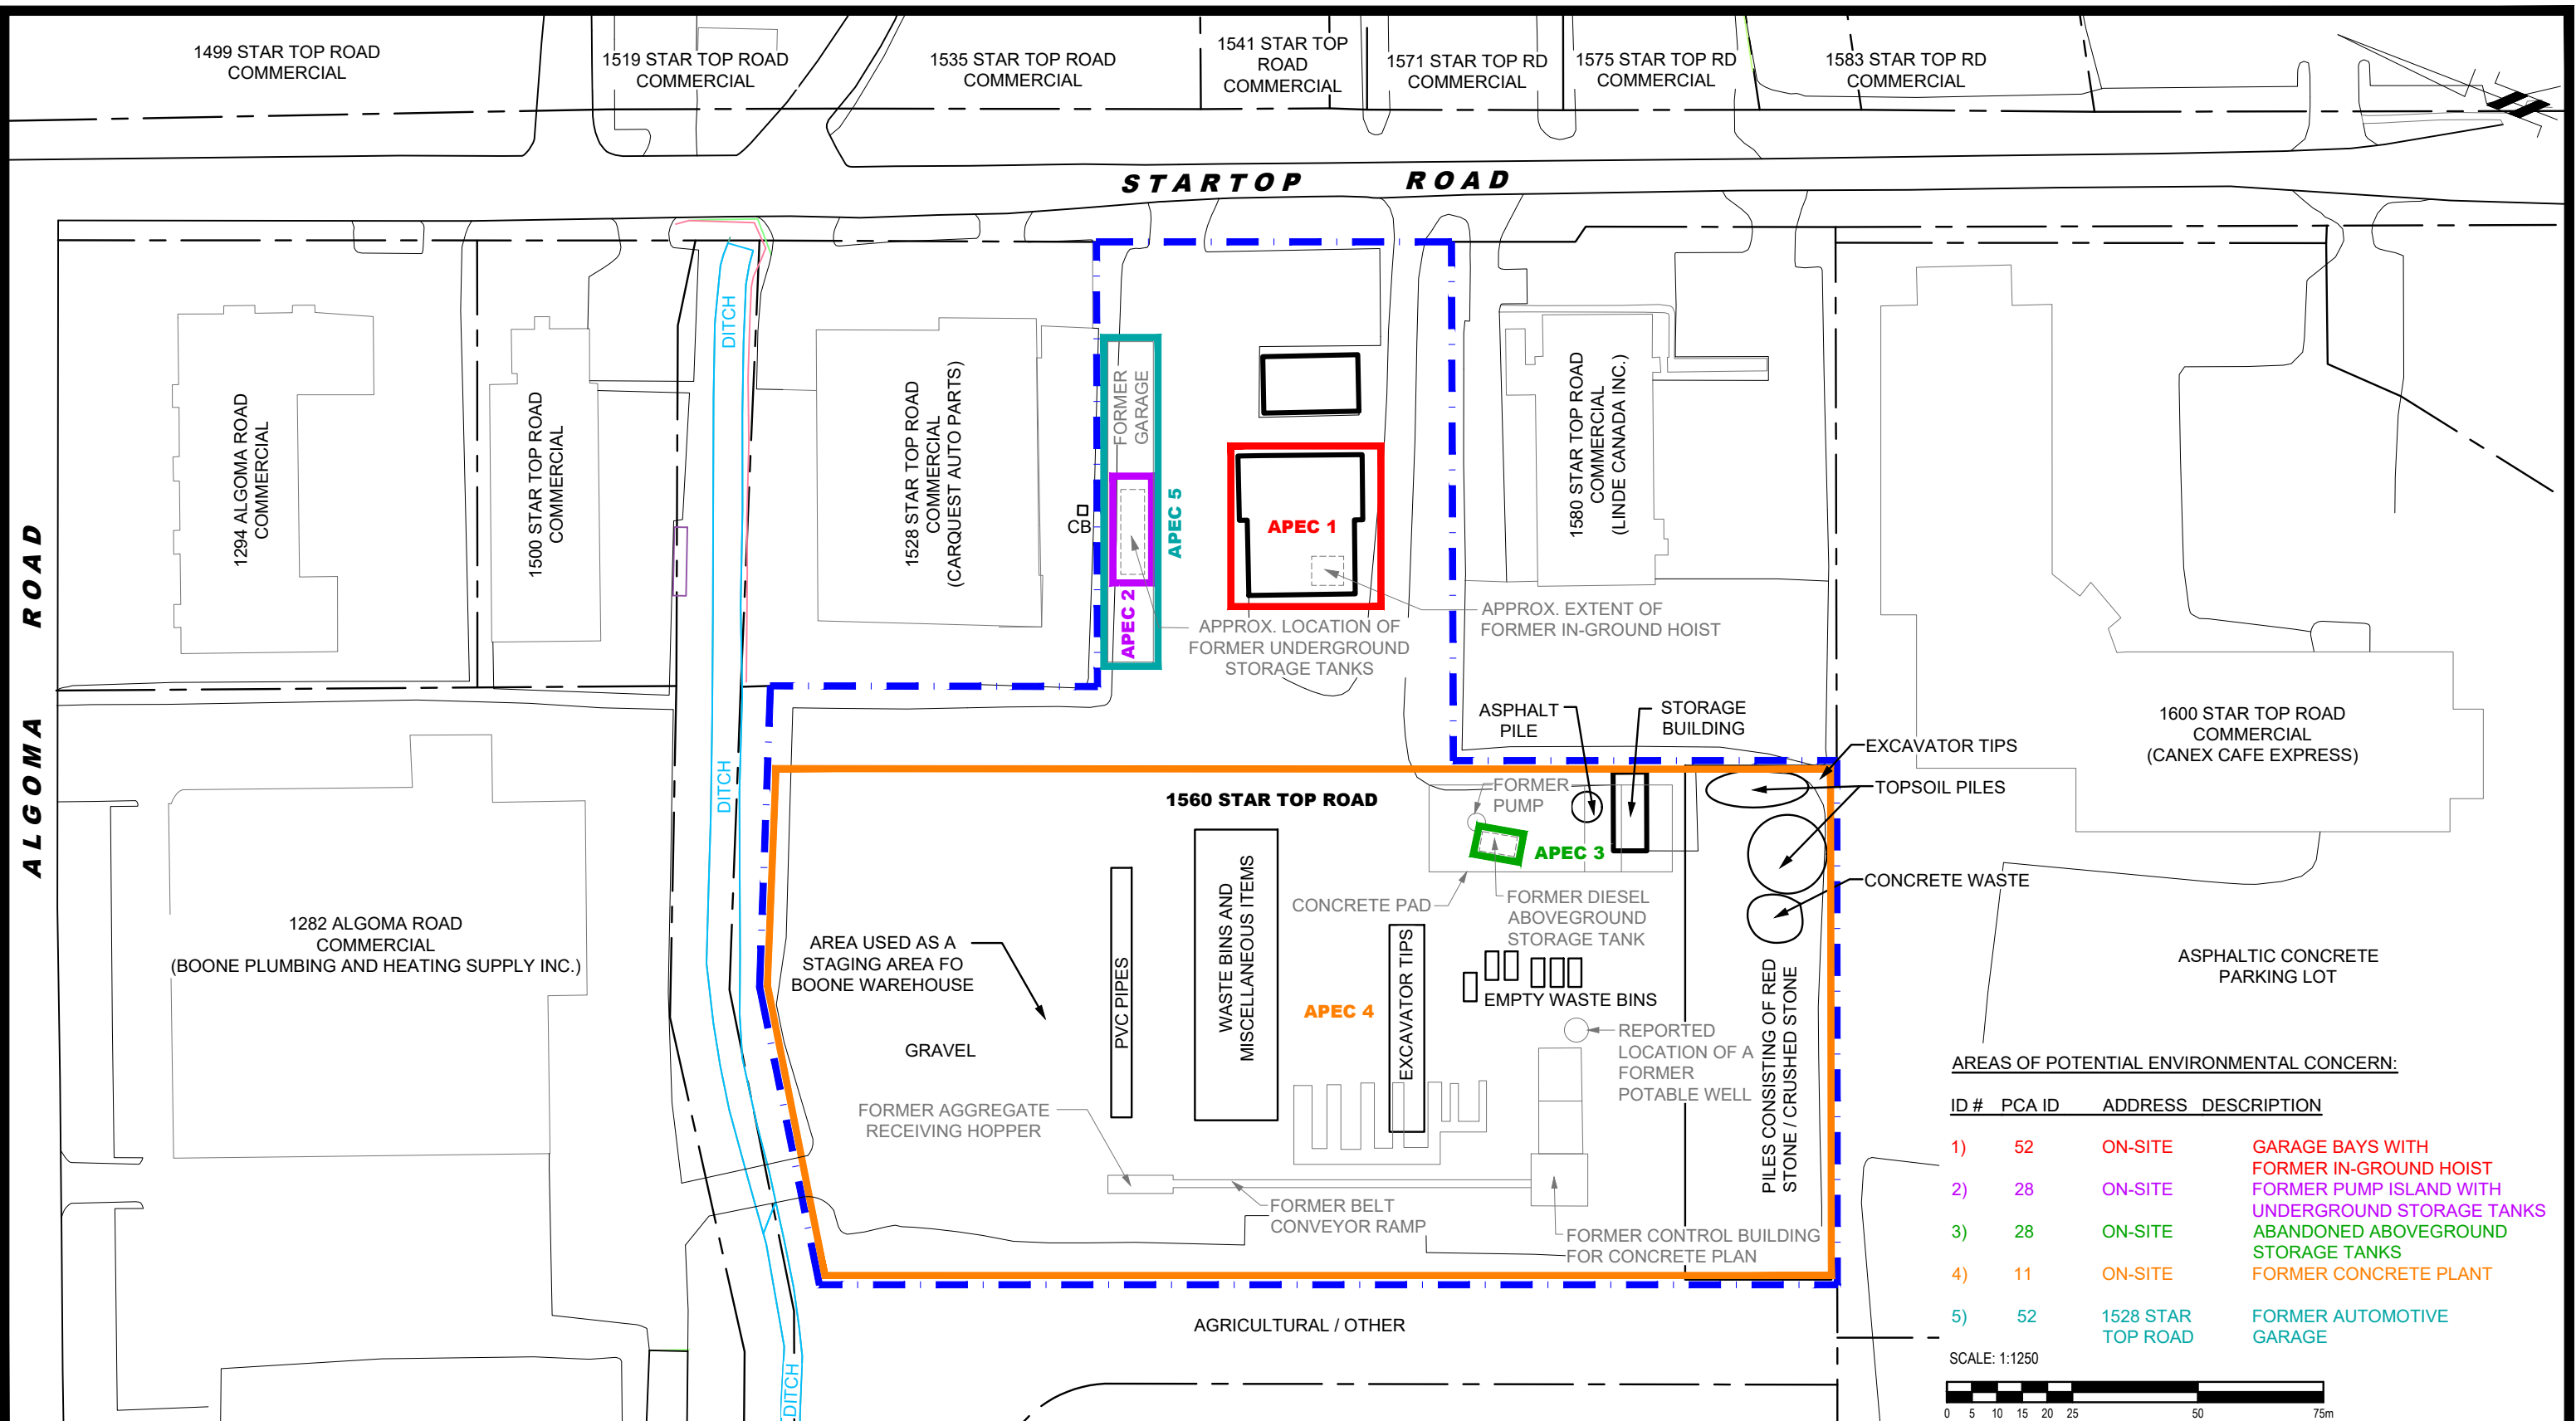 1499 STAR TOP ROAD
COMMERCIAL
1519 STAR TOP ROAD
COMMERCIAL
1535 STAR TOP ROAD
COMMERCIAL
1541 STAR TOP
ROAD
COMMERCIAL
1571 STAR TOP RD
COMMERCIAL
1575 STAR TOP RD
COMMERCIAL
1583 STAR TOP RD
COMMERCIAL
STARTOP ROAD
ALGOMA ROAD
1294 ALGOMA ROAD
COMMERCIAL
1500 STAR TOP ROAD
COMMERCIAL
DITCH
1528 STAR TOP ROAD
COMMERCIAL
(CARQUEST AUTO PARTS)
CB
FORMER
GARAGE
APEC 5
APEC 2
APEC 1
APPROX. LOCATION OF
FORMER UNDERGROUND
STORAGE TANKS
APPROX. EXTENT OF
FORMER IN-GROUND HOIST
1580 STAR TOP ROAD
COMMERCIAL
(LINDE CANADA INC.)
1600 STAR TOP ROAD
COMMERCIAL
(CANEX CAFE EXPRESS)
ASPHALT
PILE
STORAGE
BUILDING
EXCAVATOR TIPS
TOPSOIL PILES
CONCRETE WASTE
DITCH
1560 STAR TOP ROAD
FORMER
PUMP
APEC 3
CONCRETE PAD
FORMER DIESEL
ABOVEGROUND
STORAGE TANK
1282 ALGOMA ROAD
COMMERCIAL
(BOONE PLUMBING AND HEATING SUPPLY INC.)
AREA USED AS A
STAGING AREA FO
BOONE WAREHOUSE
GRAVEL
PVC PIPES
WASTE BINS AND
MISCELLANEOUS ITEMS
APEC 4
EXCAVATOR TIPS
EMPTY WASTE BINS
REPORTED
LOCATION OF A
FORMER
POTABLE WELL
PILES CONSISTING OF RED
STONE / CRUSHED STONE
ASPHALTIC CONCRETE
PARKING LOT
FORMER AGGREGATE
RECEIVING HOPPER
FORMER BELT
CONVEYOR RAMP
FORMER CONTROL BUILDING
FOR CONCRETE PLAN
AGRICULTURAL / OTHER
DITCH
AREAS OF POTENTIAL ENVIRONMENTAL CONCERN:
ID # PCA ID ADDRESS DESCRIPTION
1) 52 ON-SITE GARAGE BAYS WITH
FORMER IN-GROUND HOIST
2) 28 ON-SITE FORMER PUMP ISLAND WITH
UNDERGROUND STORAGE TANKS
3) 28 ON-SITE ABANDONED ABOVEGROUND
STORAGE TANKS
4) 11 ON-SITE FORMER CONCRETE PLANT
5) 52 1528 STAR FORMER AUTOMOTIVE
TOP ROAD GARAGE
SCALE: 1:1250
0 5 10 15 20 25 50 75m